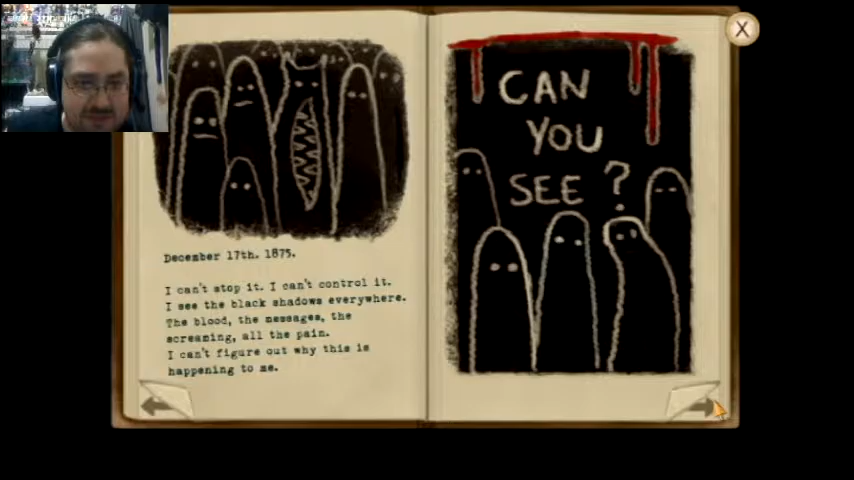 December 17th. 1875.
I can't stop it. I can't control it.
I see the black shadows everywhere.
The blood, the messages, the
screaming, all the pain.
I can't figure out why this is
happening to me.
CAN
YOU
SEE ?
X